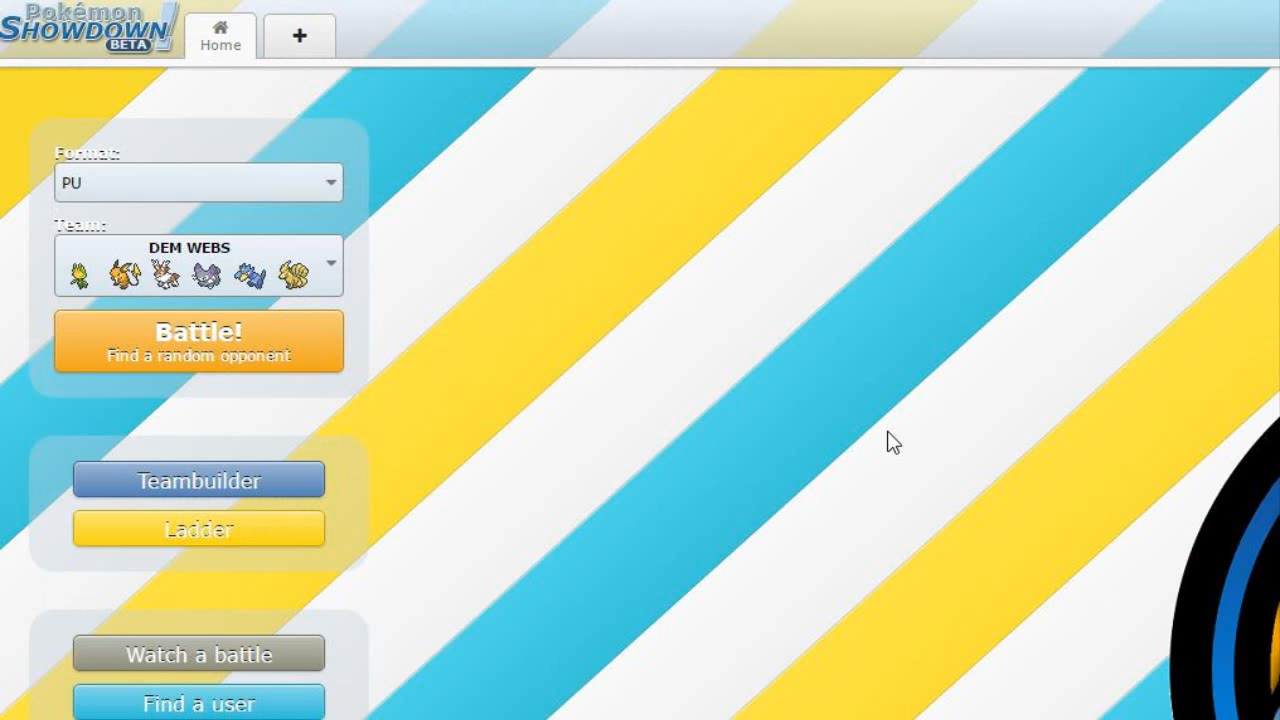 Pokémon
SHOWDOWN!
BETA
Home
+
Format:
PU
Team:
DEM WEBS
Battle!
Find a random opponent
Teambuilder
Ladder
Watch a battle
Find a user